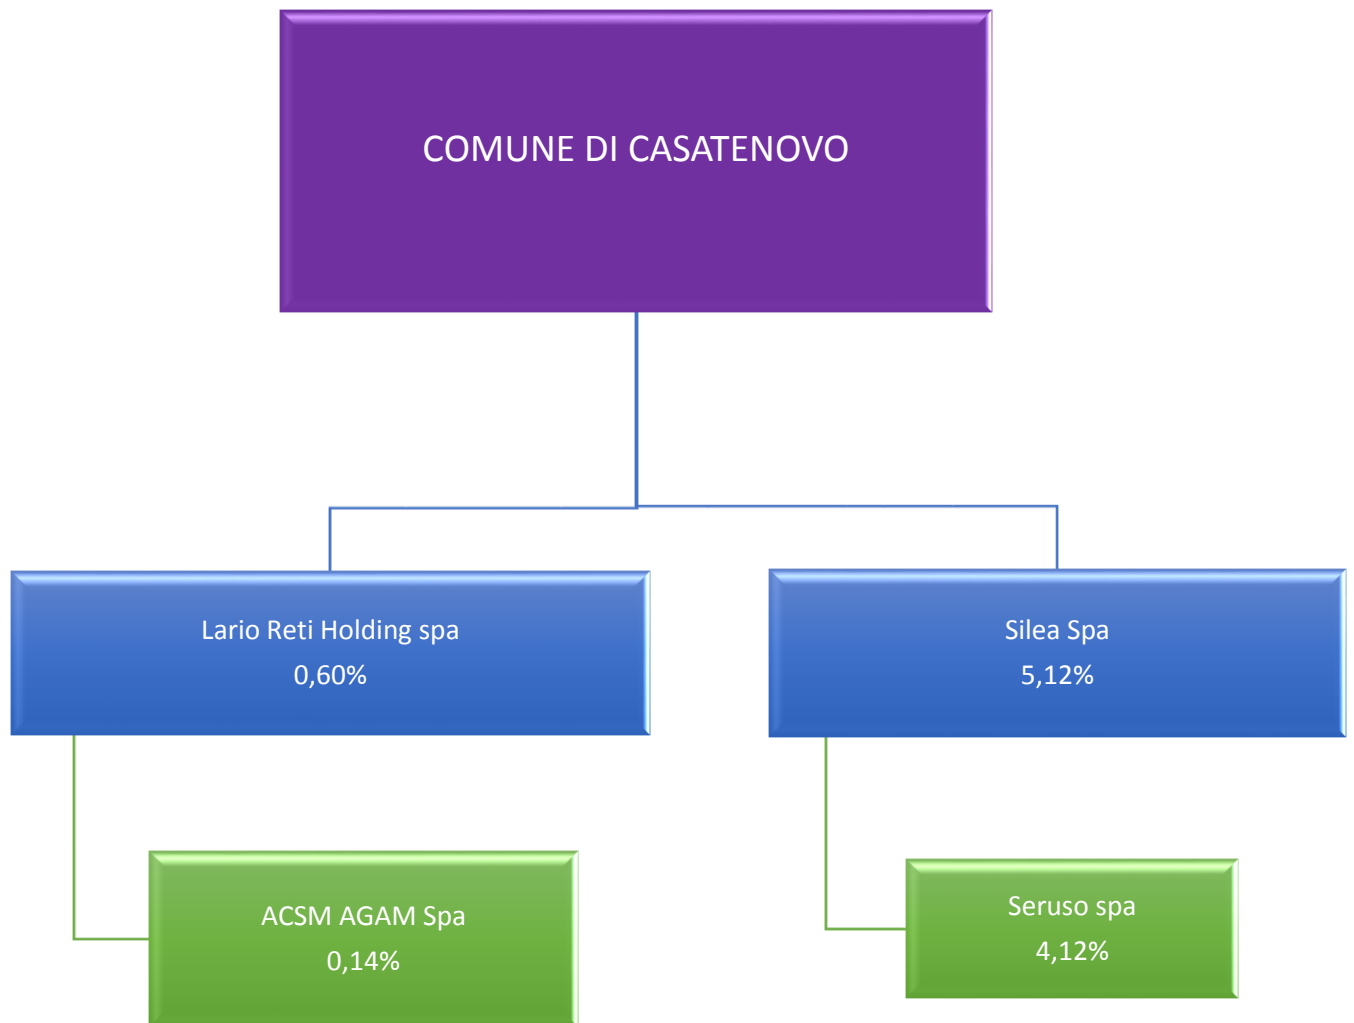 COMUNE DI CASATENOVO
Lario Reti Holding spa
0,60%
Silea Spa
5,12%
ACSM AGAM Spa
0,14%
Seruso spa
4,12%